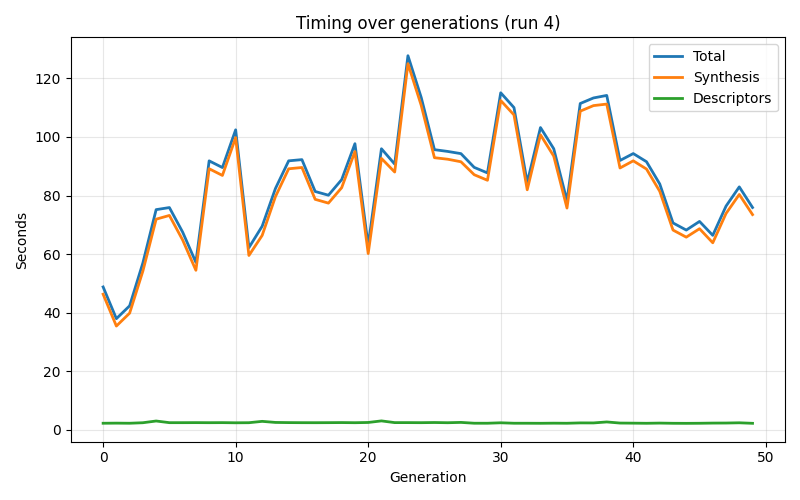 Timing over generations (run 4)
Total
Synthesis
Descriptors
Seconds
120
100
80
60
40
20
0
0 10 20 30 40 50
Generation